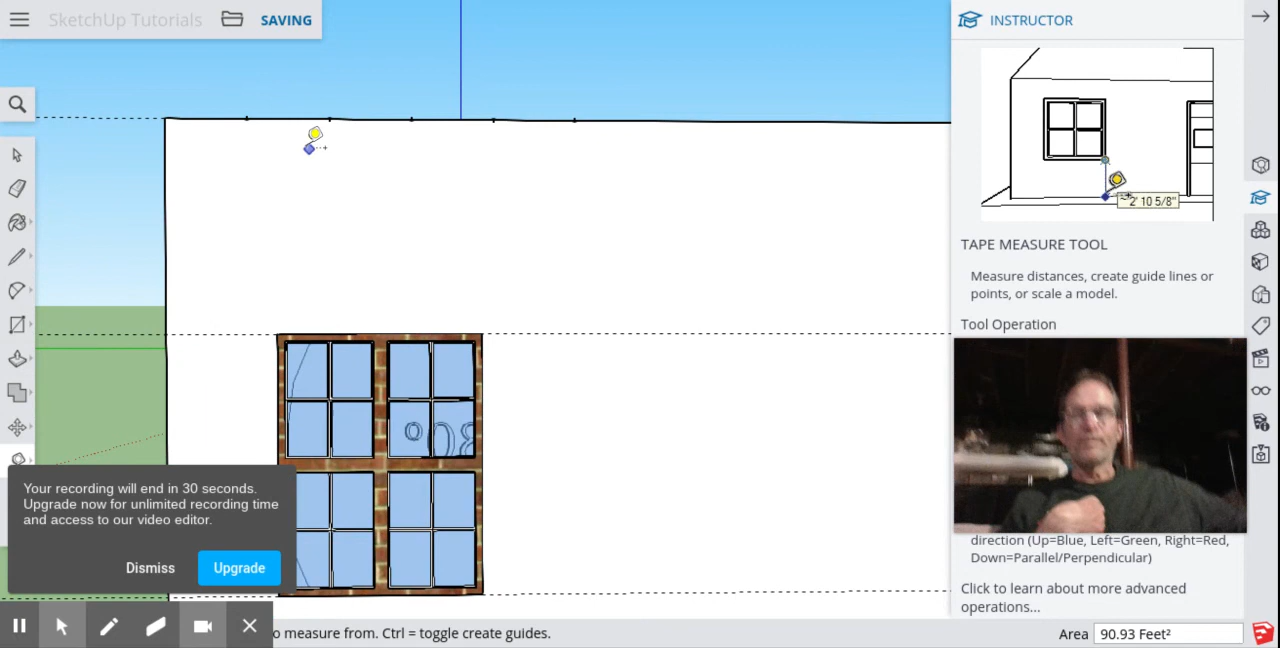 SketchUp Tutorials
SAVING
INSTRUCTOR
2' 10 5/8"
TAPE MEASURE TOOL
Measure distances, create guide lines or
points, or scale a model.
Tool Operation
direction (Up=Blue, Left=Green, Right=Red,
Down=Parallel/Perpendicular)
Click to learn about more advanced
operations...
Your recording will end in 30 seconds.
Upgrade now for unlimited recording time
and access to our video editor.
Dismiss
Upgrade
o measure from. Ctrl = toggle create guides.
Area
90.93 Feet²